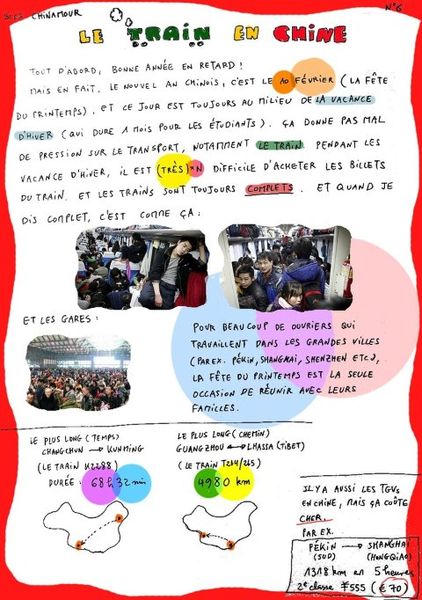 2013 CHINAMOUR
N°6
LE TRAIN EN CHINE
TOUT D'ABORD, BONNE ANNÉE EN RETARD!
MAIS EN FAIT. LE NOUVEL AN CHINOIS, C'EST LE 10 FÉVRIER (LA FÊTE
DU PRINTEMPS). ET CE JOUR EST TOUJOURS AU MILIEU DE LA VACANCE
D'HIVER (QUI DURE 1 MOIS POUR LES ÉTUDIANTS). ÇA DONNE PAS MAL
DE PRESSION SUR LE TRANSPORT, NOTAMMENT LE TRAIN. PENDANT LES
VACANCE D'HIVER, IL EST (TRÈS)*N DIFFICILE D'ACHETER LES BILLETS
DU TRAIN. ET LES TRAINS SONT TOUJOURS COMPLETS. ET QUAND JE
DIS COMPLET, C'EST COMME ÇA:
ET LES GARES:
POUR BEAUCOUP DE OUVRIERS QUI
TRAVAILLENT DANS LES GRANDES VILLES
(PAR EX. PÉKIN, SHANGHAI, SHENZHEN ETC.),
LA FÊTE DU PRINTEMPS EST LA SEULE
OCCASION DE RÉUNIR AVEC LEURS
FAMILLES.
LE PLUS LONG (TEMPS)
CHANGCHUN → KUNMING
(LE TRAIN K2288)
DURÉE: 68h 32 min
LE PLUS LONG (CHEMIN)
GUANGZHOU ↔ LHASSA (TIBET)
(LE TRAIN T264/265)
4980 km
IL Y A AUSSI LES TGVs
EN CHINE, MAIS ÇA COÛTE
CHER.
PAR EX.
PÉKIN → SHANGHAI
(SUD) (HONGQIAO)
1318 km en 5 heures
2e classe ¥555 (€70)